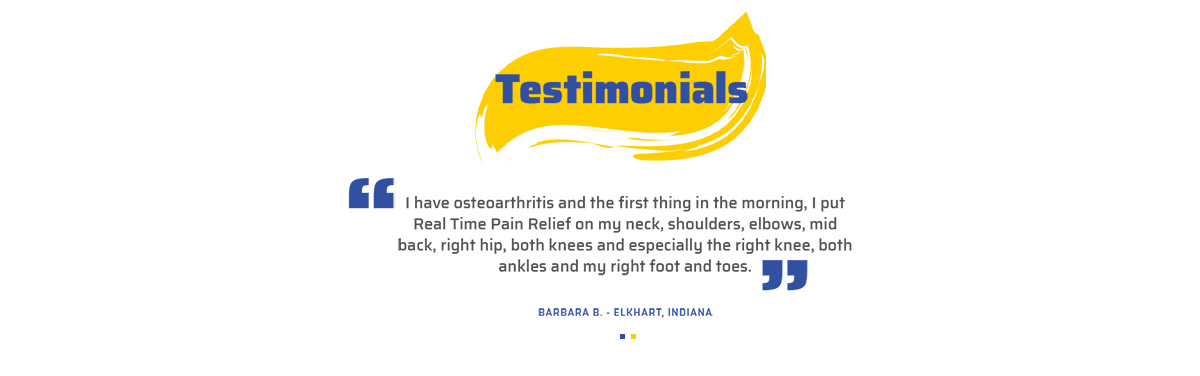 Testimonials
“ I have osteoarthritis and the first thing in the morning, I put
Real Time Pain Relief on my neck, shoulders, elbows, mid
back, right hip, both knees and especially the right knee, both
ankles and my right foot and toes. ”
BARBARA B. - ELKHART, INDIANA